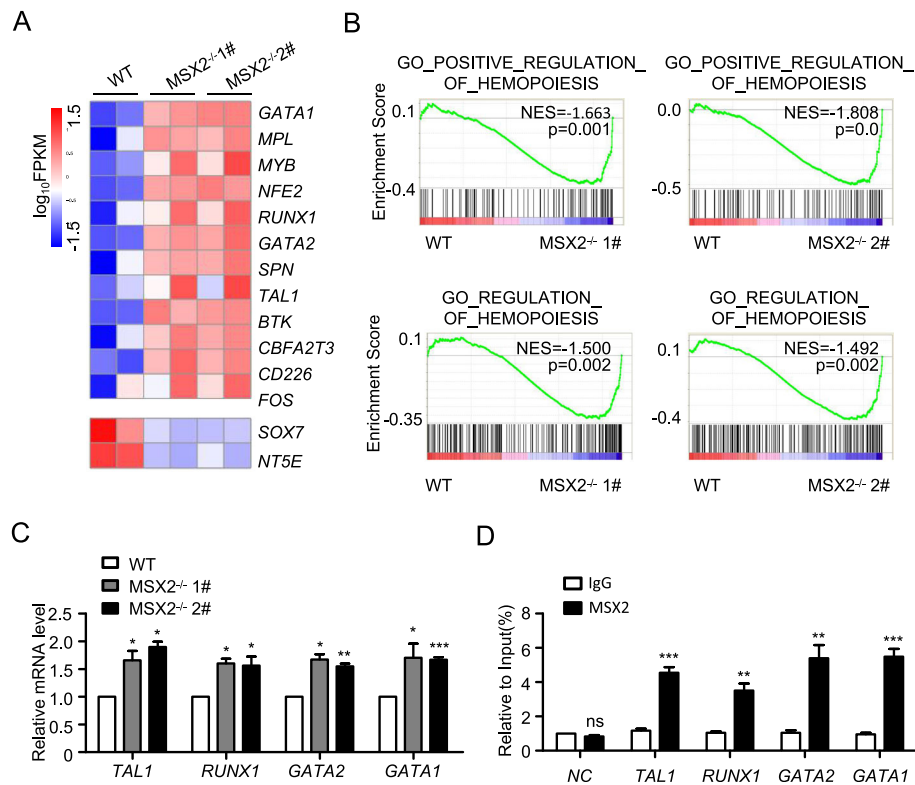 A
WT
MSX2-/-1#
MSX2-/-2#
1.5
0.5
0
-0.5
-1.5
log10FPKM
GATA1
MPL
MYB
NFE2
RUNX1
GATA2
SPN
TAL1
BTK
CBFA2T3
CD226
FOS
SOX7
NT5E
B
GO_POSITIVE_REGULATION_
OF_HEMOPOIESIS
Enrichment Score
0.1
-0.4
NES=-1.663
p=0.001
WT
MSX2-/- 1#
GO_POSITIVE_REGULATION_
OF_HEMOPOIESIS
0.0
-0.5
NES=-1.808
p=0.0
WT
MSX2-/- 2#
GO_REGULATION_
OF_HEMOPOIESIS
Enrichment Score
0.1
-0.35
NES=-1.500
p=0.002
WT
MSX2-/- 1#
GO_REGULATION_
OF_HEMOPOIESIS
0.1
-0.4
NES=-1.492
p=0.002
WT
MSX2-/- 2#
C
WT
MSX2-/- 1#
MSX2-/- 2#
Relative mRNA level
2.5
2.0
1.5
1.0
0.5
0
* *
* *
* **
* ***
TAL1 RUNX1 GATA2 GATA1
D
IgG
MSX2
Relative to Input(%)
8
6
4
2
0
ns *** ** ** ***
NC TAL1 RUNX1 GATA2 GATA1